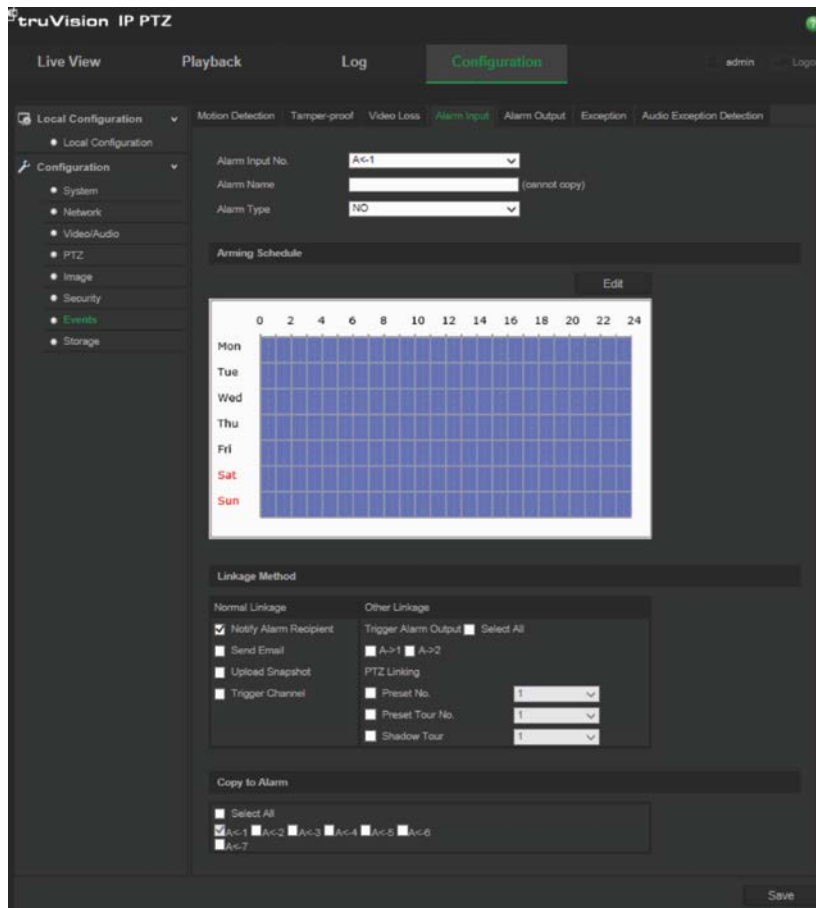 truVision IP PTZ
Live View Playback Log Configuration admin Logo
Local Configuration
Local Configuration
Configuration
System
Network
Video/Audio
PTZ
Image
Security
Events
Storage
Motion Detection Tamper-proof Video Loss Alarm Input Alarm Output Exception Audio Exception Detection
Alarm Input No. A<-1
Alarm Name (cannot copy)
Alarm Type NO
Arming Schedule
Edit
0 2 4 6 8 10 12 14 16 18 20 22 24
Mon
Tue
Wed
Thu
Fri
Sat
Sun
Linkage Method
Normal Linkage Other Linkage
Notify Alarm Recipient Trigger Alarm Output Select All
Send Email A->1 A->2
Upload Snapshot PTZ Linking
Trigger Channel Preset No. 1
Preset Tour No. 1
Shadow Tour 1
Copy to Alarm
Select All
A<-1 A<-2 A<-3 A<-4 A<-5 A<-6
A<-7
Save